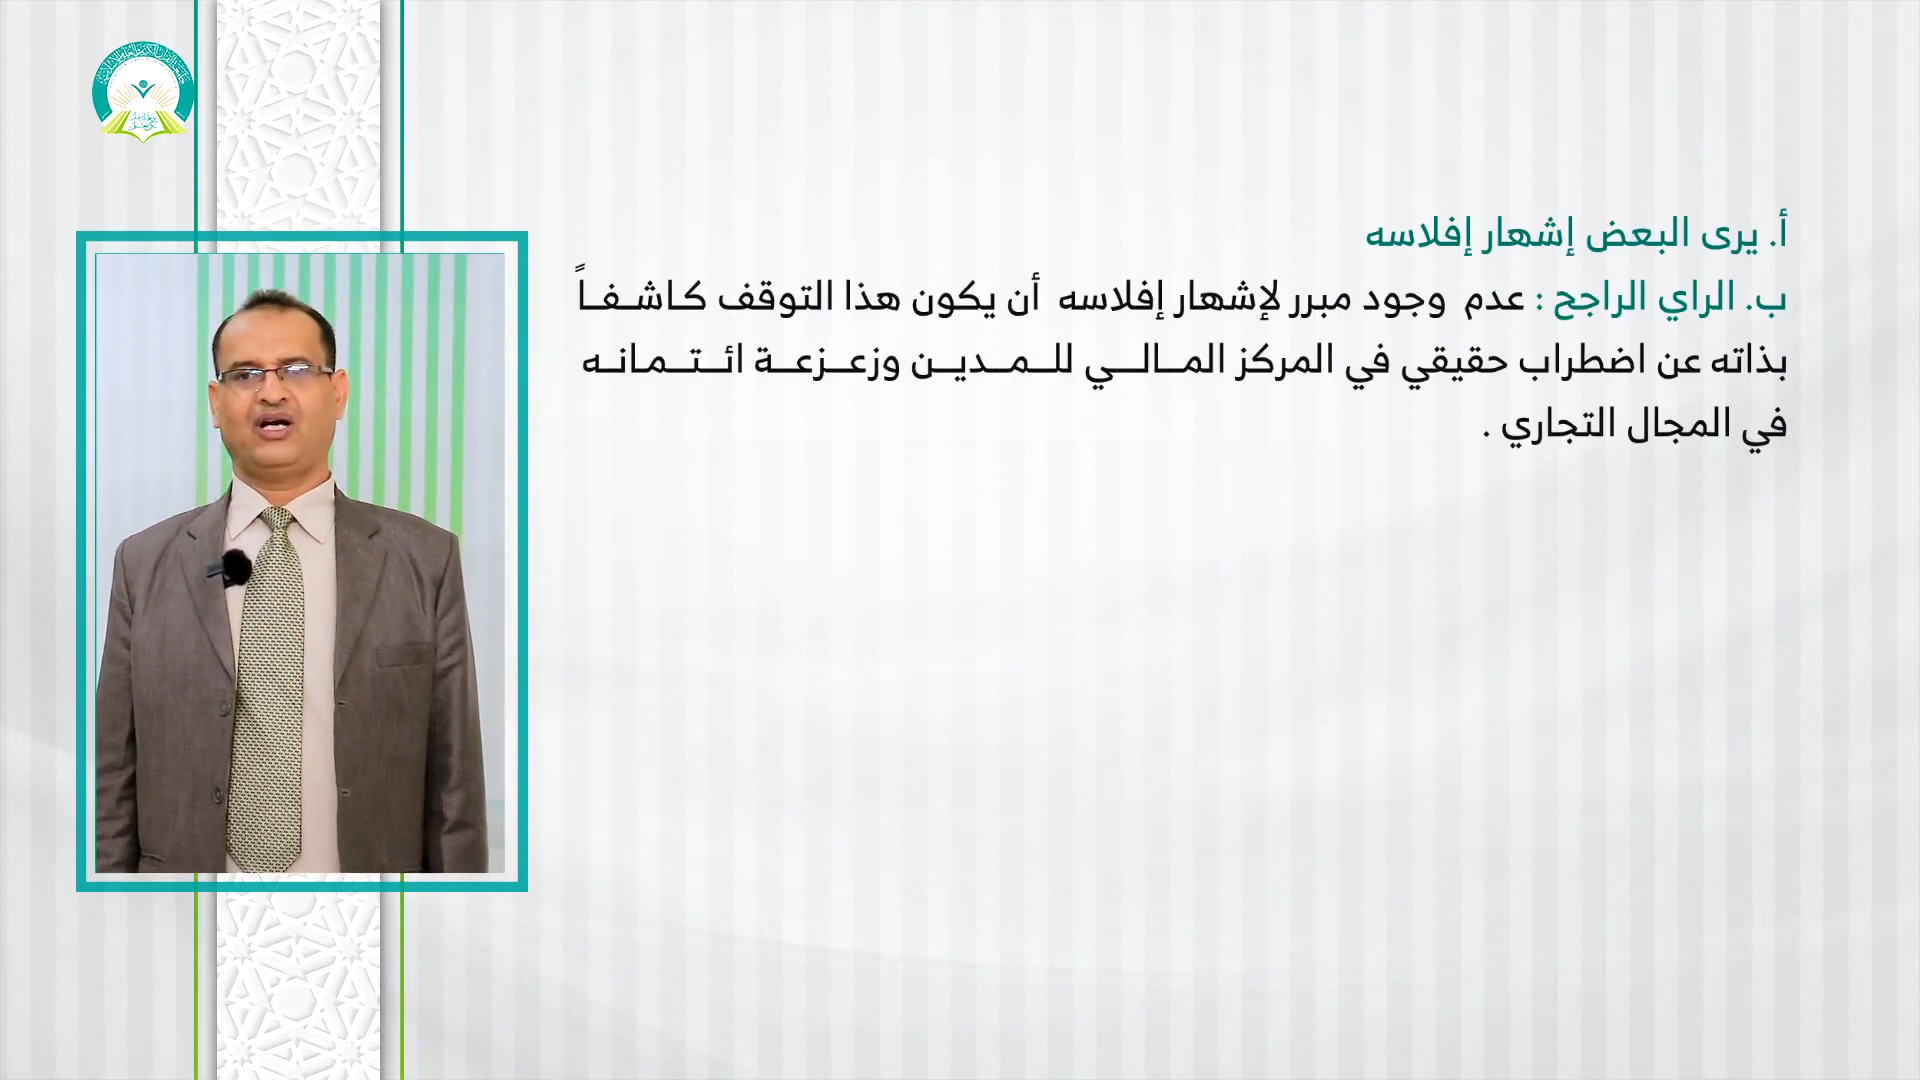 أ. يرى البعض إشهار إفلاسه
ب. الراي الراجح : عدم وجود مبرر لإشهار إفلاسه أن يكون هذا التوقف كاشفاً
بذاته عن اضطراب حقيقي في المركز المالي للمدين وزعزعة ائتمانه
في المجال التجاري .